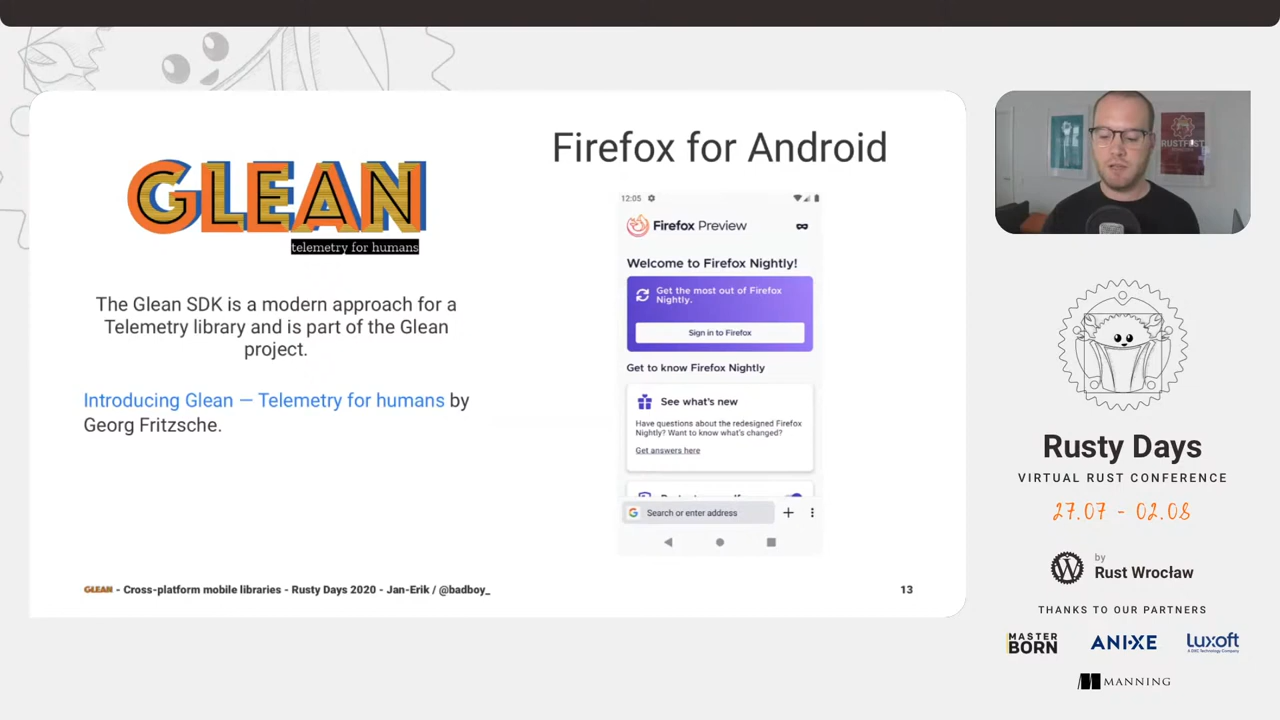 GLEAN
telemetry for humans
The Glean SDK is a modern approach for a
Telemetry library and is part of the Glean
project.
Introducing Glean — Telemetry for humans by
Georg Fritzsche.
Firefox for Android
12:05
Firefox Preview
Welcome to Firefox Nightly!
Get the most out of Firefox
Nightly.
Sign in to Firefox
Get to know Firefox Nightly
See what's new
Have questions about the redesigned Firefox
Nightly? Want to know what's changed?
Get answers here
G Search or enter address
GLEAN - Cross-platform mobile libraries - Rusty Days 2020 - Jan-Erik / @badboy_
13
RUSTFEST
Rusty Days
VIRTUAL RUST CONFERENCE
27.07 - 02.08
by
Rust Wrocław
THANKS TO OUR PARTNERS
MASTER
BORN
ANIXE
Luxoft
A DXC Technology Company
MANNING